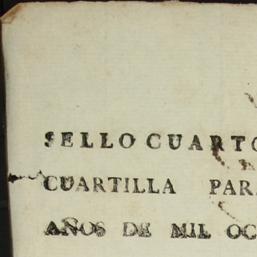 SELLO CUARTO
CUARTILLA PARA
AÑOS DE MIL OC